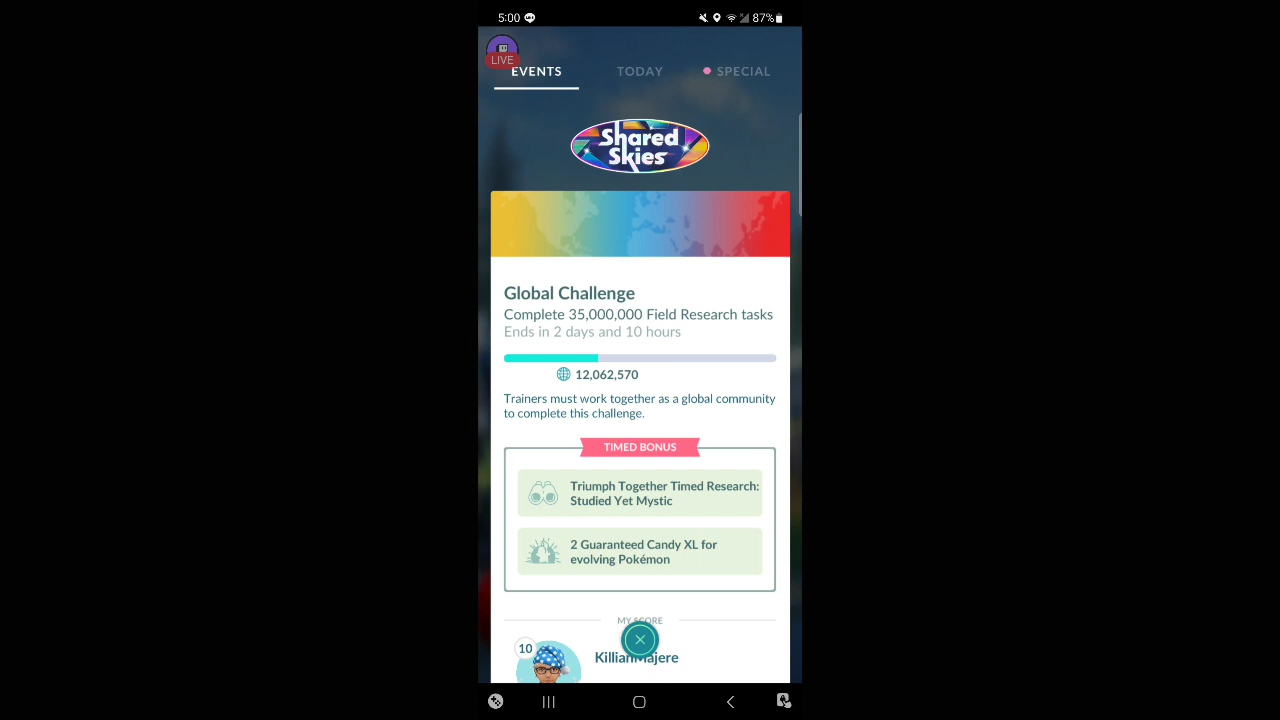 5:00
87%
LIVE
EVENTS
TODAY
SPECIAL
Shared
Skies
Global Challenge
Complete 35,000,000 Field Research tasks
Ends in 2 days and 10 hours
12,062,570
Trainers must work together as a global community
to complete this challenge.
TIMED BONUS
Triumph Together Timed Research:
Studied Yet Mystic
2 Guaranteed Candy XL for
evolving Pokémon
MY SCORE
10
KillianMajere